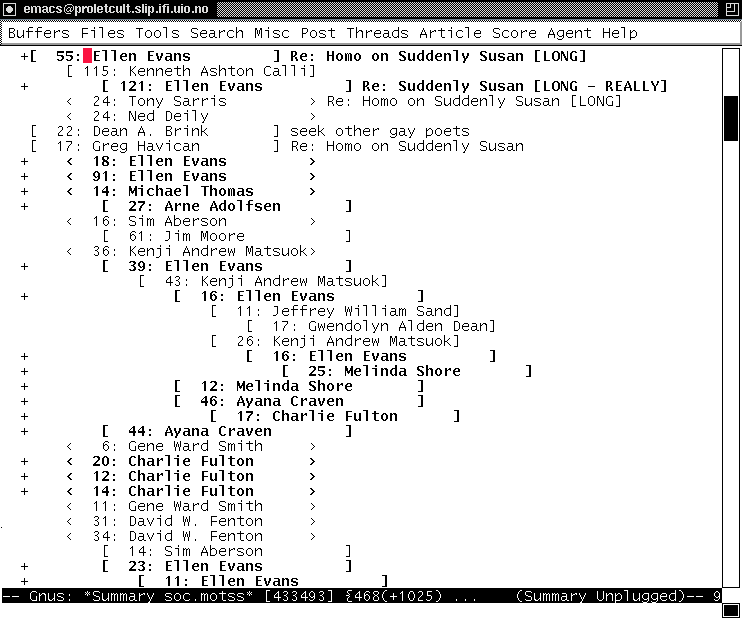 emacs@proletcult.slip.ifi.uio.no
Buffers Files Tools Search Misc Post Threads Article Score Agent Help
+[  55: Ellen Evans         ] Re: Homo on Suddenly Susan [LONG]
[ 115: Kenneth Ashton Calli]
+        [ 121: Ellen Evans         ] Re: Suddenly Susan [LONG - REALLY]
<  24: Tony Sarris         > Re: Homo on Suddenly Susan [LONG]
<  24: Ned Deily           >
[  22: Dean A. Brink       ] seek other gay poets
[  17: Greg Havican        ] Re: Homo on Suddenly Susan
+    <  18: Ellen Evans         >
+    <  91: Ellen Evans         >
+    <  14: Michael Thomas      >
+        [  27: Arne Adolfsen       ]
<  16: Sim Aberson         >
[  61: Jim Moore           ]
<  36: Kenji Andrew Matsuok>
+        [  39: Ellen Evans         ]
[  43: Kenji Andrew Matsuok]
+                [  16: Ellen Evans         ]
[  11: Jeffrey William Sand]
[  17: Gwendolyn Alden Dean]
[  26: Kenji Andrew Matsuok]
+                        [  16: Ellen Evans         ]
+                            [  25: Melinda Shore       ]
+                [  12: Melinda Shore       ]
+                [  46: Ayana Craven        ]
+                    [  17: Charlie Fulton      ]
+        [  44: Ayana Craven        ]
<   6: Gene Ward Smith     >
+    <  20: Charlie Fulton      >
+    <  12: Charlie Fulton      >
+    <  14: Charlie Fulton      >
<  11: Gene Ward Smith     >
<  31: David W. Fenton     >
<  34: David W. Fenton     >
[  14: Sim Aberson         ]
+        [  23: Ellen Evans         ]
+            [  11: Ellen Evans         ]
-- Gnus: *Summary soc.motss* [433493] {468(+1025) ...    (Summary Unplugged)-- 9